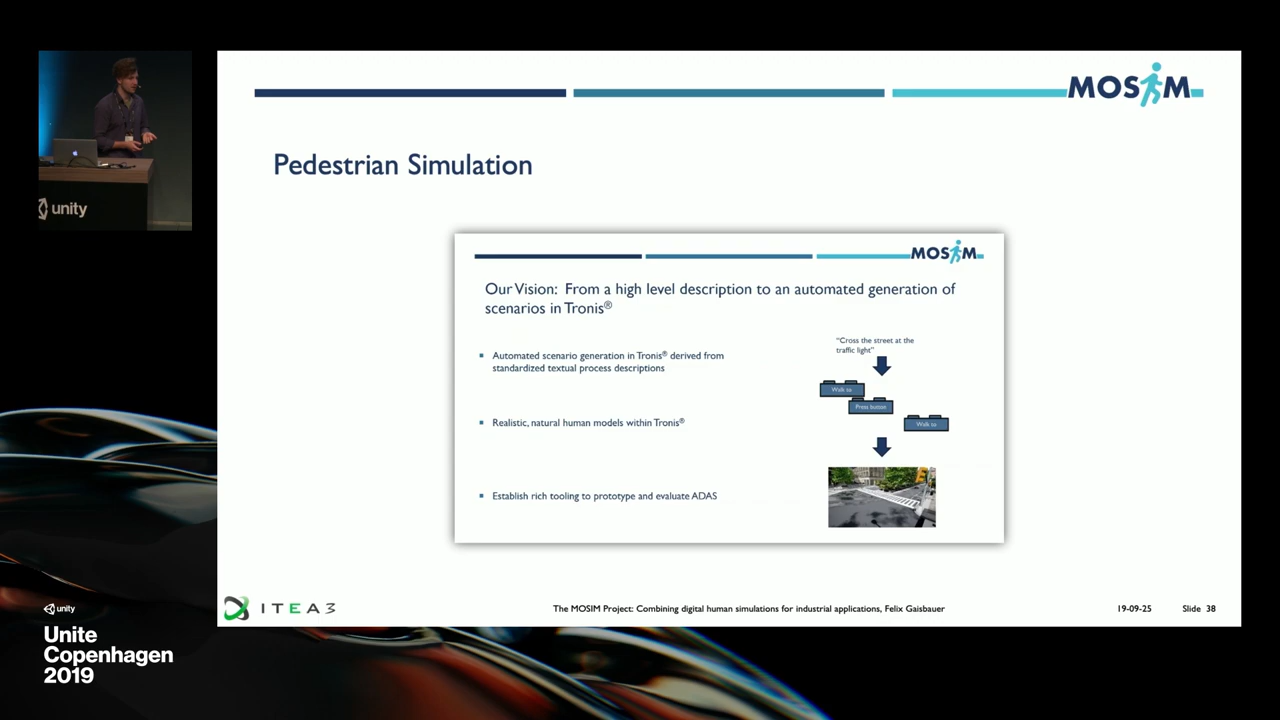 MOSIM
Pedestrian Simulation
MOSIM
Our Vision: From a high level description to an automated generation of
scenarios in Tronis®
"Cross the street at the
traffic light"
Automated scenario generation in Tronis® derived from
standardized textual process descriptions
Walk to
Press button
Realistic, natural human models within Tronis®
Walk to
Establish rich tooling to prototype and evaluate ADAS
unity
ITEA3
The MOSIM Project: Combining digital human simulations for industrial applications, Felix Gaisbauer
19-09-25
Slide 38
unity
Unite
Copenhagen
2019